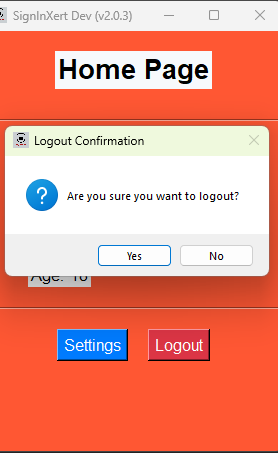 SignInXert Dev (v2.0.3)
Home Page
Logout Confirmation
Are you sure you want to logout?
Yes No
Age: 18
Settings Logout